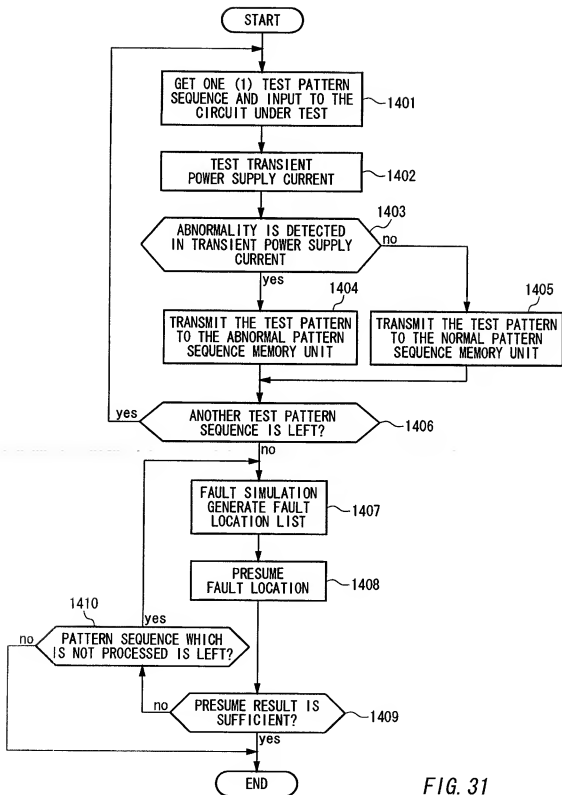 START
GET ONE (1) TEST PATTERN
SEQUENCE AND INPUT TO THE
CIRCUIT UNDER TEST
1401
TEST TRANSIENT
POWER SUPPLY CURRENT
1402
1403
ABNORMALITY IS DETECTED
IN TRANSIENT POWER SUPPLY
CURRENT
no
yes
1404
TRANSMIT THE TEST PATTERN
TO THE ABNORMAL PATTERN
SEQUENCE MEMORY UNIT
1405
TRANSMIT THE TEST PATTERN
TO THE NORMAL PATTERN
SEQUENCE MEMORY UNIT
yes
ANOTHER TEST PATTERN
SEQUENCE IS LEFT?
1406
no
FAULT SIMULATION
GENERATE FAULT
LOCATION LIST
1407
PRESUME
FAULT LOCATION
1408
1410
yes
no
PATTERN SEQUENCE WHICH
IS NOT PROCESSED IS LEFT?
no
PRESUME RESULT IS
SUFFICIENT?
1409
yes
END
FIG. 31